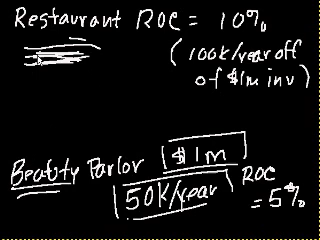 Restaurant ROC = 10%
(100k/year off
of $1m inv)
Beauty Parlor $1m
50K/year ROC
= 5%